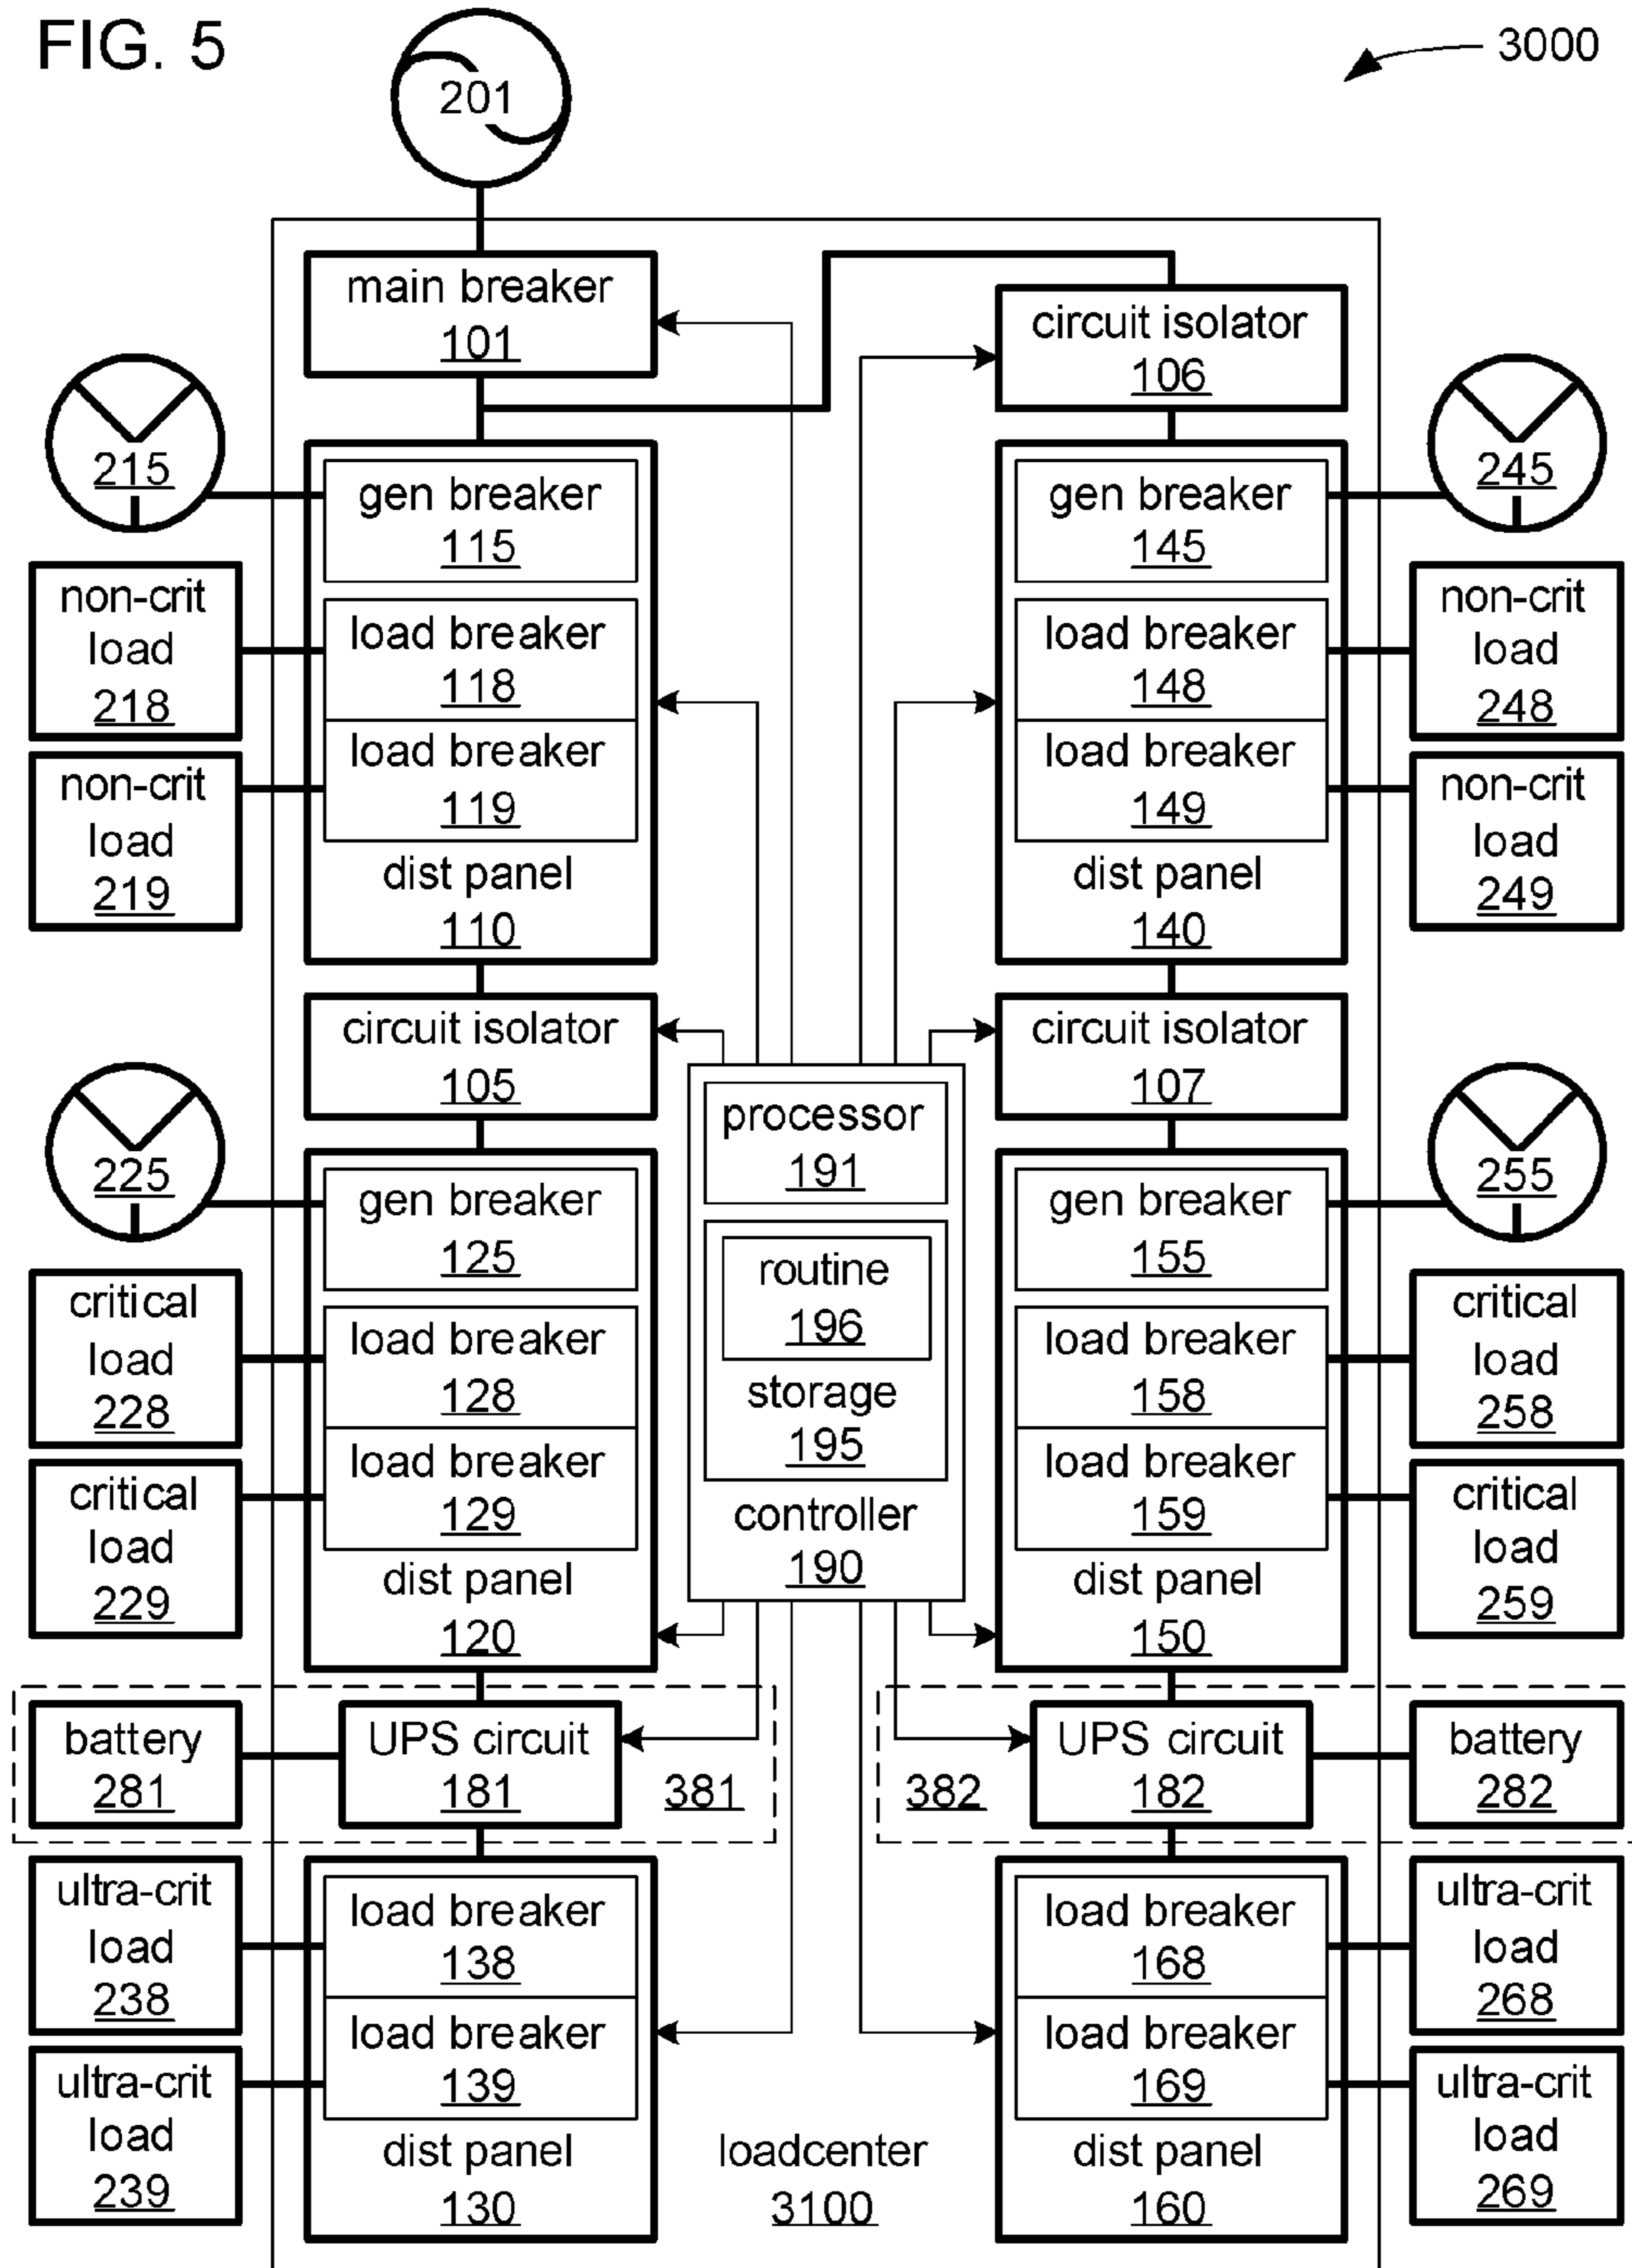 FIG. 5
3000
201
main breaker
101
circuit isolator
106
215
gen breaker
115
gen breaker
145
245
non-crit
load
218
load breaker
118
load breaker
148
non-crit
load
248
non-crit
load
219
load breaker
119
load breaker
149
non-crit
load
249
dist panel
110
dist panel
140
circuit isolator
105
circuit isolator
107
225
gen breaker
125
processor
191
gen breaker
155
255
critical
load
228
load breaker
128
routine
196
load breaker
158
critical
load
258
critical
load
229
load breaker
129
storage
195
load breaker
159
critical
load
259
dist panel
120
controller
190
dist panel
150
battery
281
UPS circuit
181
381
382
UPS circuit
182
battery
282
ultra-crit
load
238
load breaker
138
load breaker
168
ultra-crit
load
268
ultra-crit
load
239
load breaker
139
load breaker
169
ultra-crit
load
269
dist panel
130
loadcenter
3100
dist panel
160